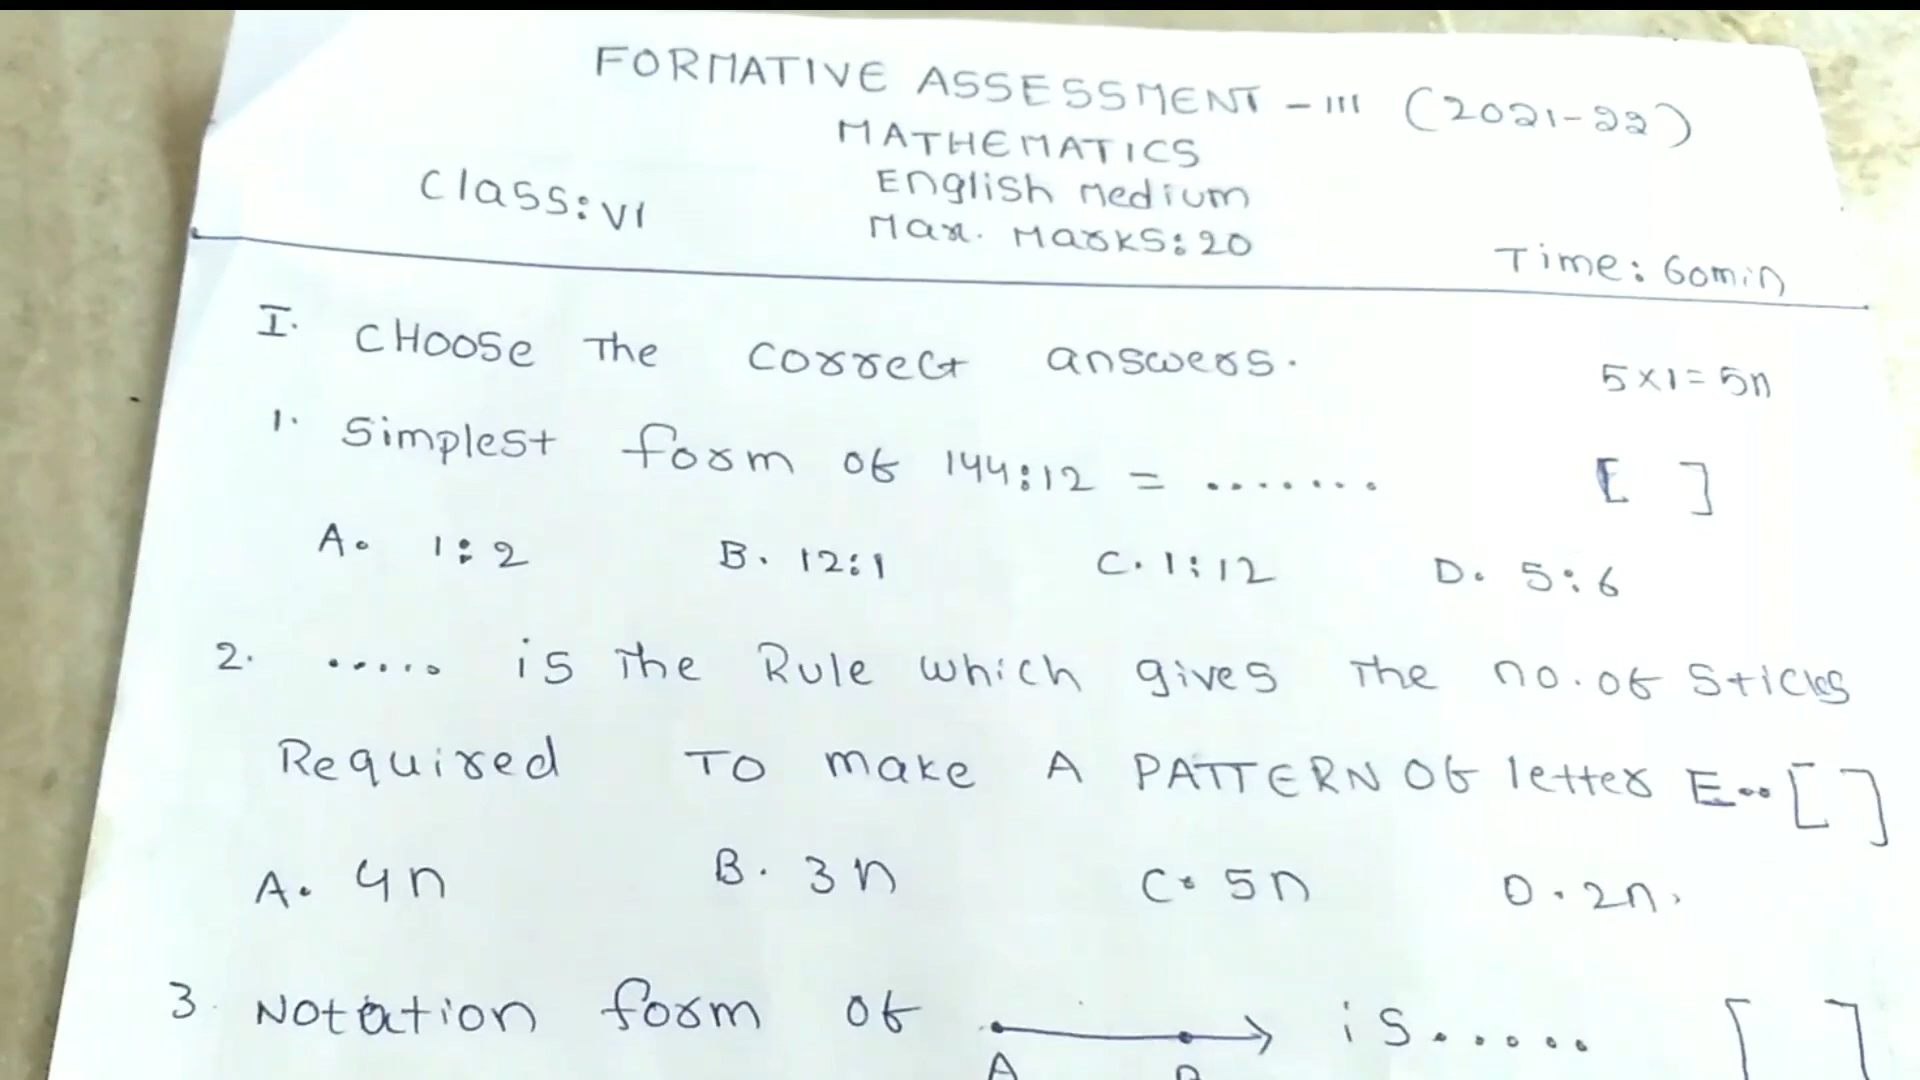 FORMATIVE ASSESSMENT - III (2021-22)
MATHEMATICS
English Medium
Class: VI
Max. Marks: 20
Time: 60min
I. CHOOSE The correct answers.
5×1=5n
1. Simplest form of 144:12 = ....... [ ]
A. 1:2 B. 12:1 C. 1:12 D. 5:6
2. ..... is The Rule which gives The no. of Sticks
Required TO make A PATTERN Of letter E.. [ ]
A. 4n B. 3n C. 5n D. 2n.
3. Notation form of is..... [ ]
A